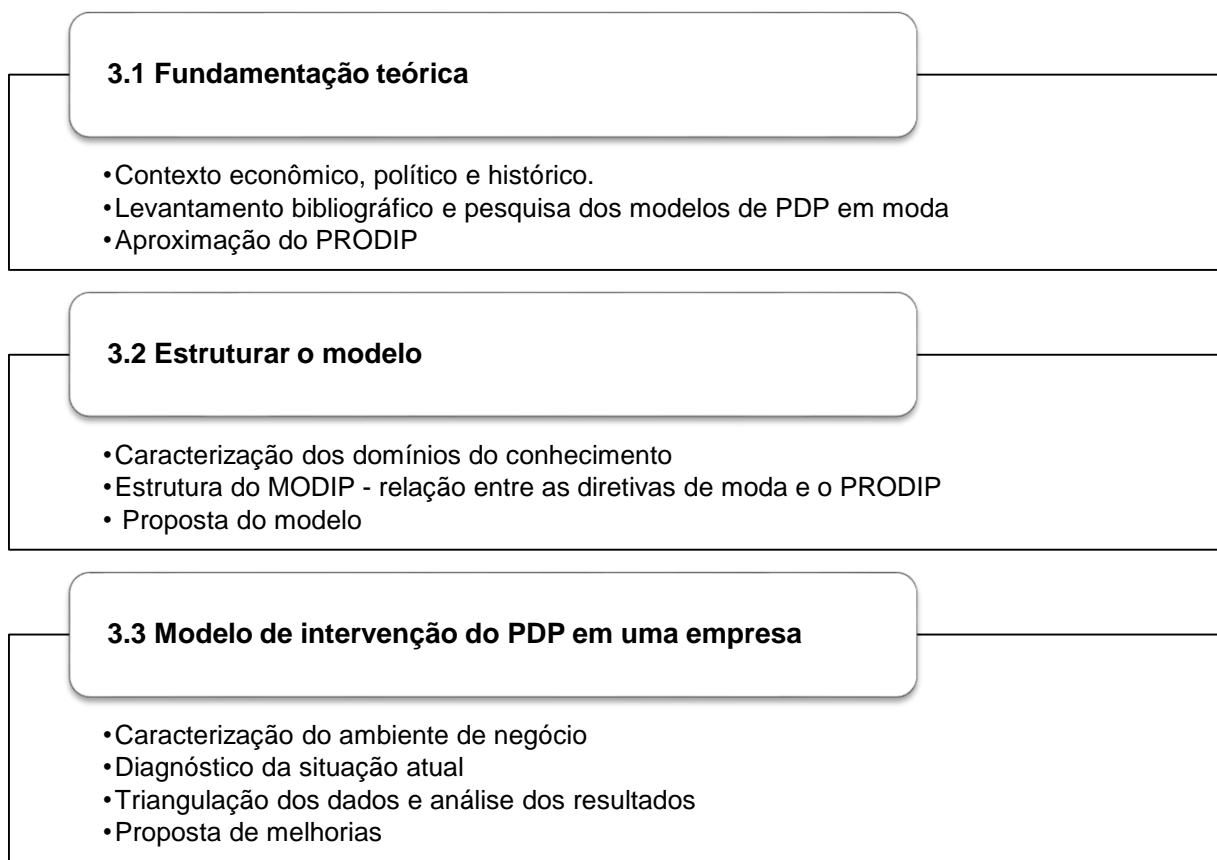 3.1 Fundamentação teórica
•Contexto econômico, político e histórico.
•Levantamento bibliográfico e pesquisa dos modelos de PDP em moda
•Aproximação do PRODIP
3.2 Estruturar o modelo
•Caracterização dos domínios do conhecimento
•Estrutura do MODIP - relação entre as diretivas de moda e o PRODIP
• Proposta do modelo
3.3 Modelo de intervenção do PDP em uma empresa
•Caracterização do ambiente de negócio
•Diagnóstico da situação atual
•Triangulação dos dados e análise dos resultados
•Proposta de melhorias